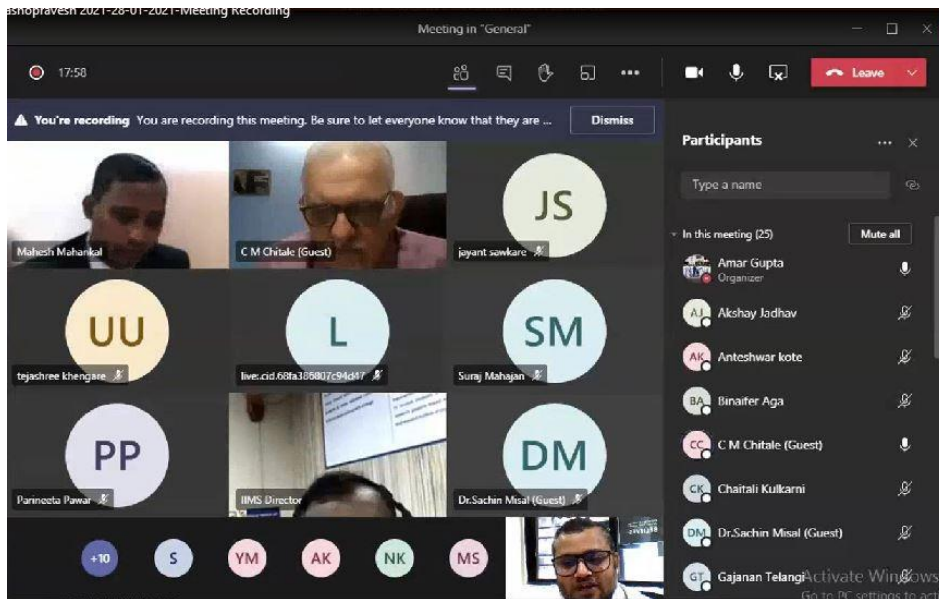 ashopravesh 2021-28-01-2021-Meeting Recording
Meeting in "General"
17:58
Leave
You're recording You are recording this meeting. Be sure to let everyone know that they are ...
Dismiss
Mahesh Mahankal
C M Chitale (Guest)
JS
jayant sawkare
UU
tejashree khengare
L
SM
Suraj Mahajan
PP
Parineeta Pawar
IIMS Director
DM
Dr.Sachin Misal (Guest)
+10
S
YM
AK
NK
MS
Participants
Type a name
In this meeting (25)
Mute all
Amar Gupta
Organizer
AJ Akshay Jadhav
AK Anteshwar kote
BA Binaifer Aga
CC C M Chitale (Guest)
CK Chaitali Kulkarni
DM Dr.Sachin Misal (Guest)
GT Gajanan Telangi
Activate Windows
Go to PC settings to acti